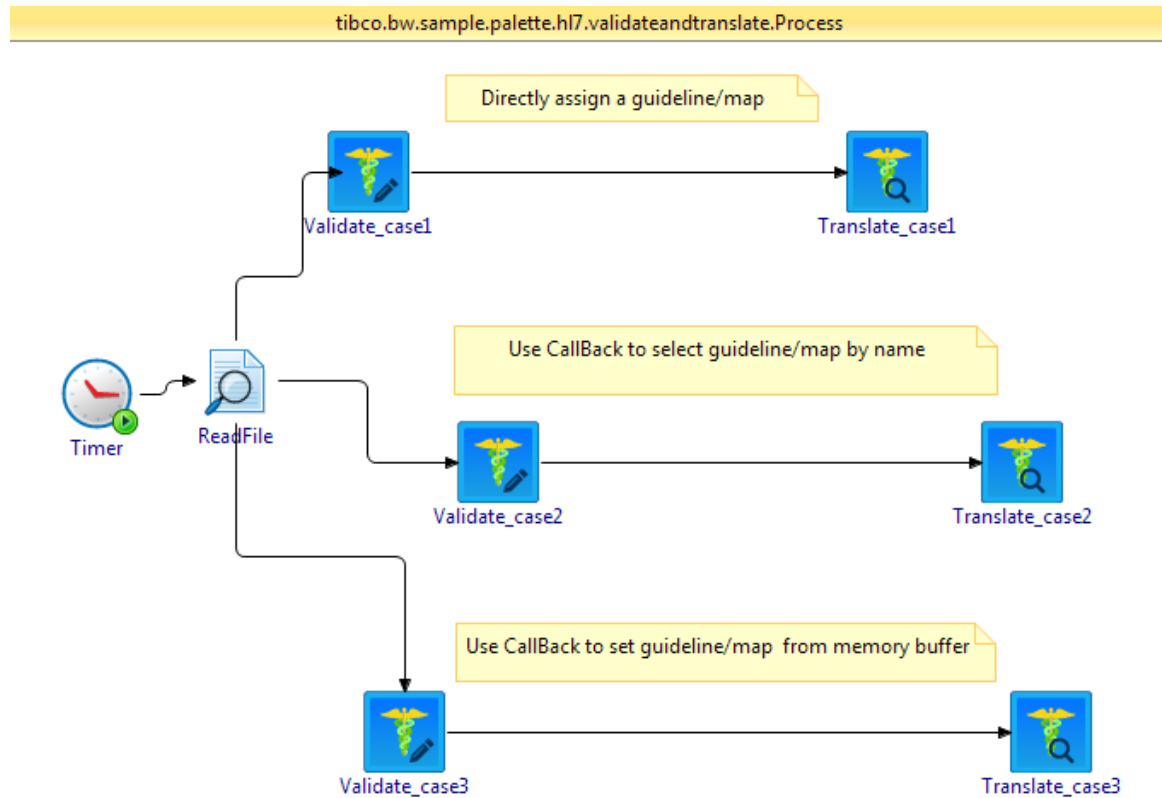 tibco.bw.sample.palette.hl7.validateandtranslate.Process
Directly assign a guideline/map
Validate_case1
Translate_case1
Use CallBack to select guideline/map by name
Timer
ReadFile
Validate_case2
Translate_case2
Use CallBack to set guideline/map from memory buffer
Validate_case3
Translate_case3